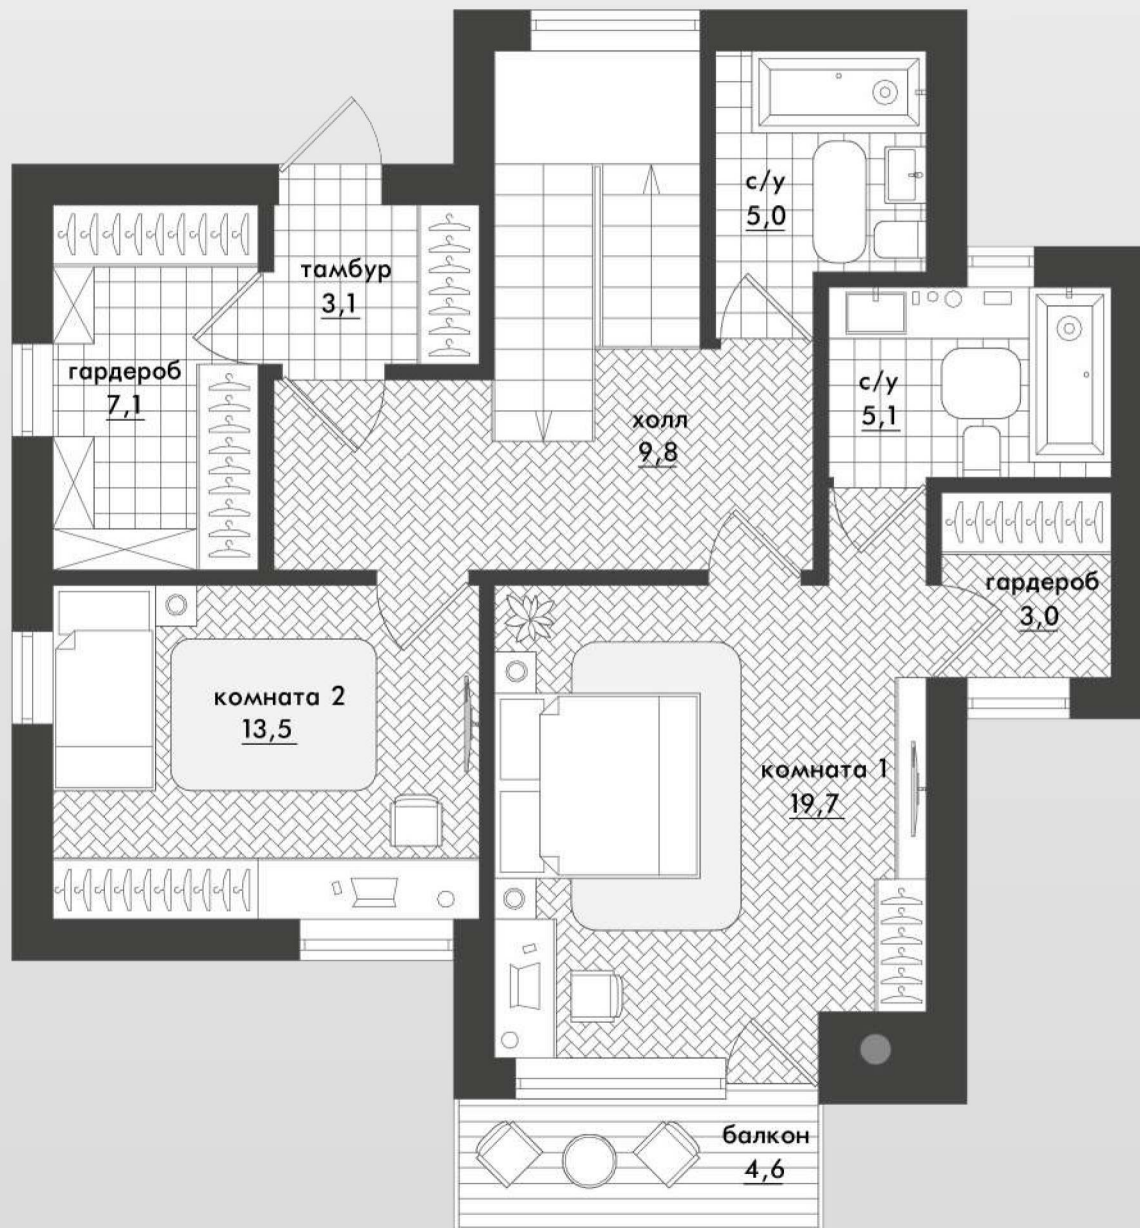 с/у
5,0
тамбур
3,1
гардероб
7,1
с/у
5,1
холл
9,8
гардероб
3,0
комната 2
13,5
комната 1
19,7
балкон
4,6